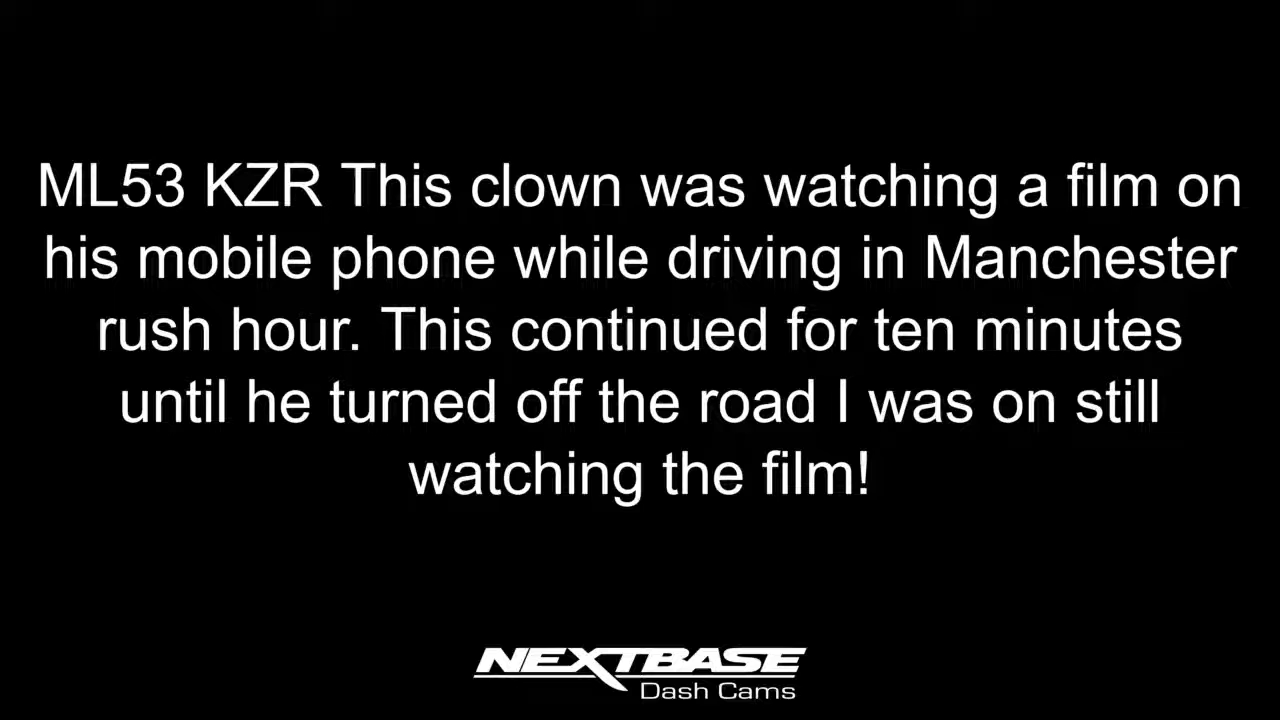 ML53 KZR This clown was watching a film on
his mobile phone while driving in Manchester
rush hour. This continued for ten minutes
until he turned off the road I was on still
watching the film!
NEXTBASE
Dash Cams